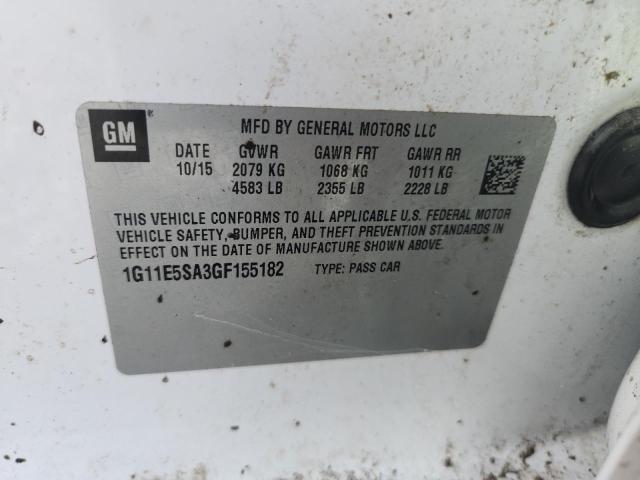 GM
MFD BY GENERAL MOTORS LLC
DATE GVWR GAWR FRT GAWR RR
10/15 2079 KG 1068 KG 1011 KG
4583 LB 2355 LB 2228 LB
THIS VEHICLE CONFORMS TO ALL APPLICABLE U.S. FEDERAL MOTOR
VEHICLE SAFETY, BUMPER, AND THEFT PREVENTION STANDARDS IN
EFFECT ON THE DATE OF MANUFACTURE SHOWN ABOVE.
1G11E5SA3GF155182 TYPE: PASS CAR